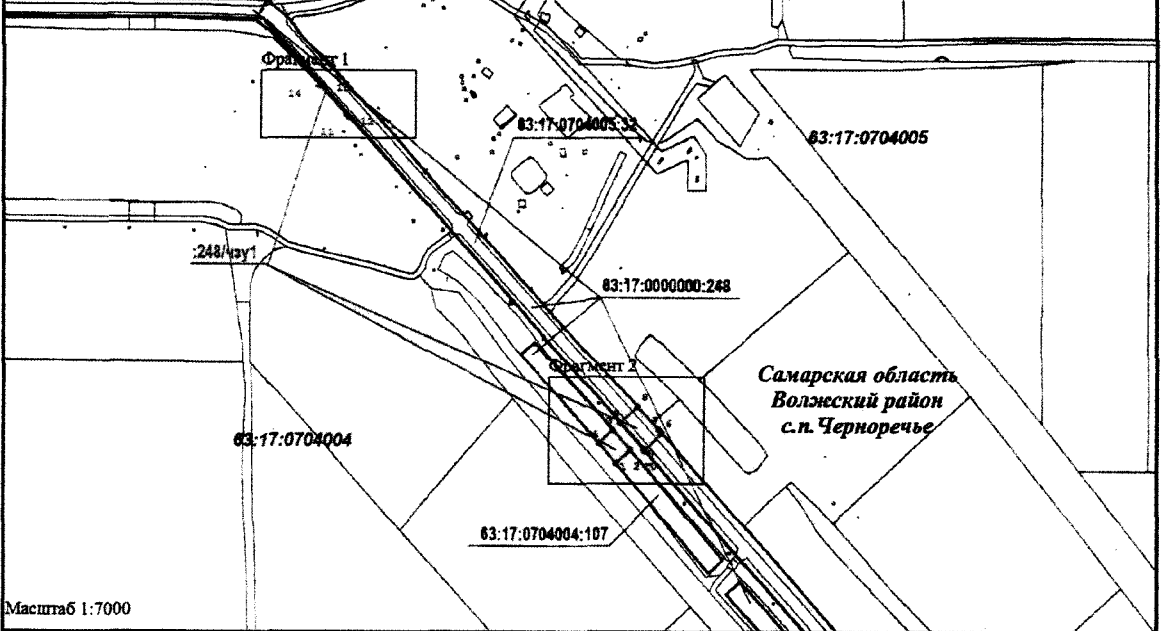 Фрагмент 1
14
63:17:0704005:32
63:17:0704005
:248/чзу1
63:17:0000000:248
Фрагмент 2
Самарская область
Волжский район
с.п. Черноречье
63:17:0704004
63:17:0704004:107
Масштаб 1:7000